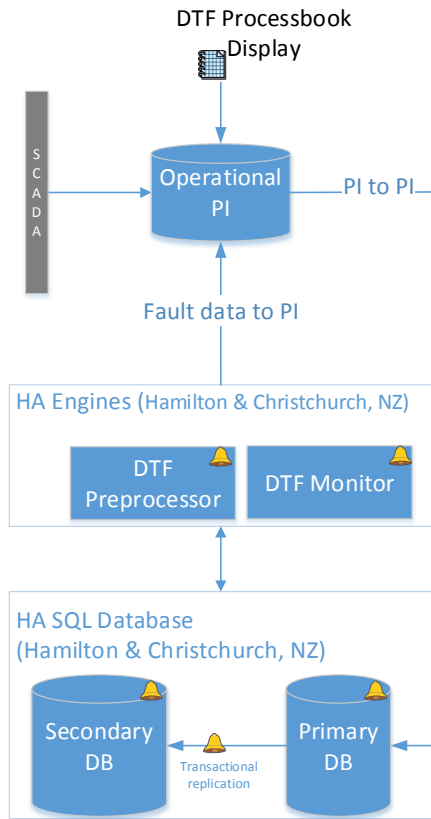 DTF Processbook
Display
S
C
A
D
A
Operational
PI
PI to PI
Fault data to PI
HA Engines (Hamilton & Christchurch, NZ)
DTF
Preprocessor
DTF Monitor
HA SQL Database
(Hamilton & Christchurch, NZ)
Secondary
DB
Transactional
replication
Primary
DB